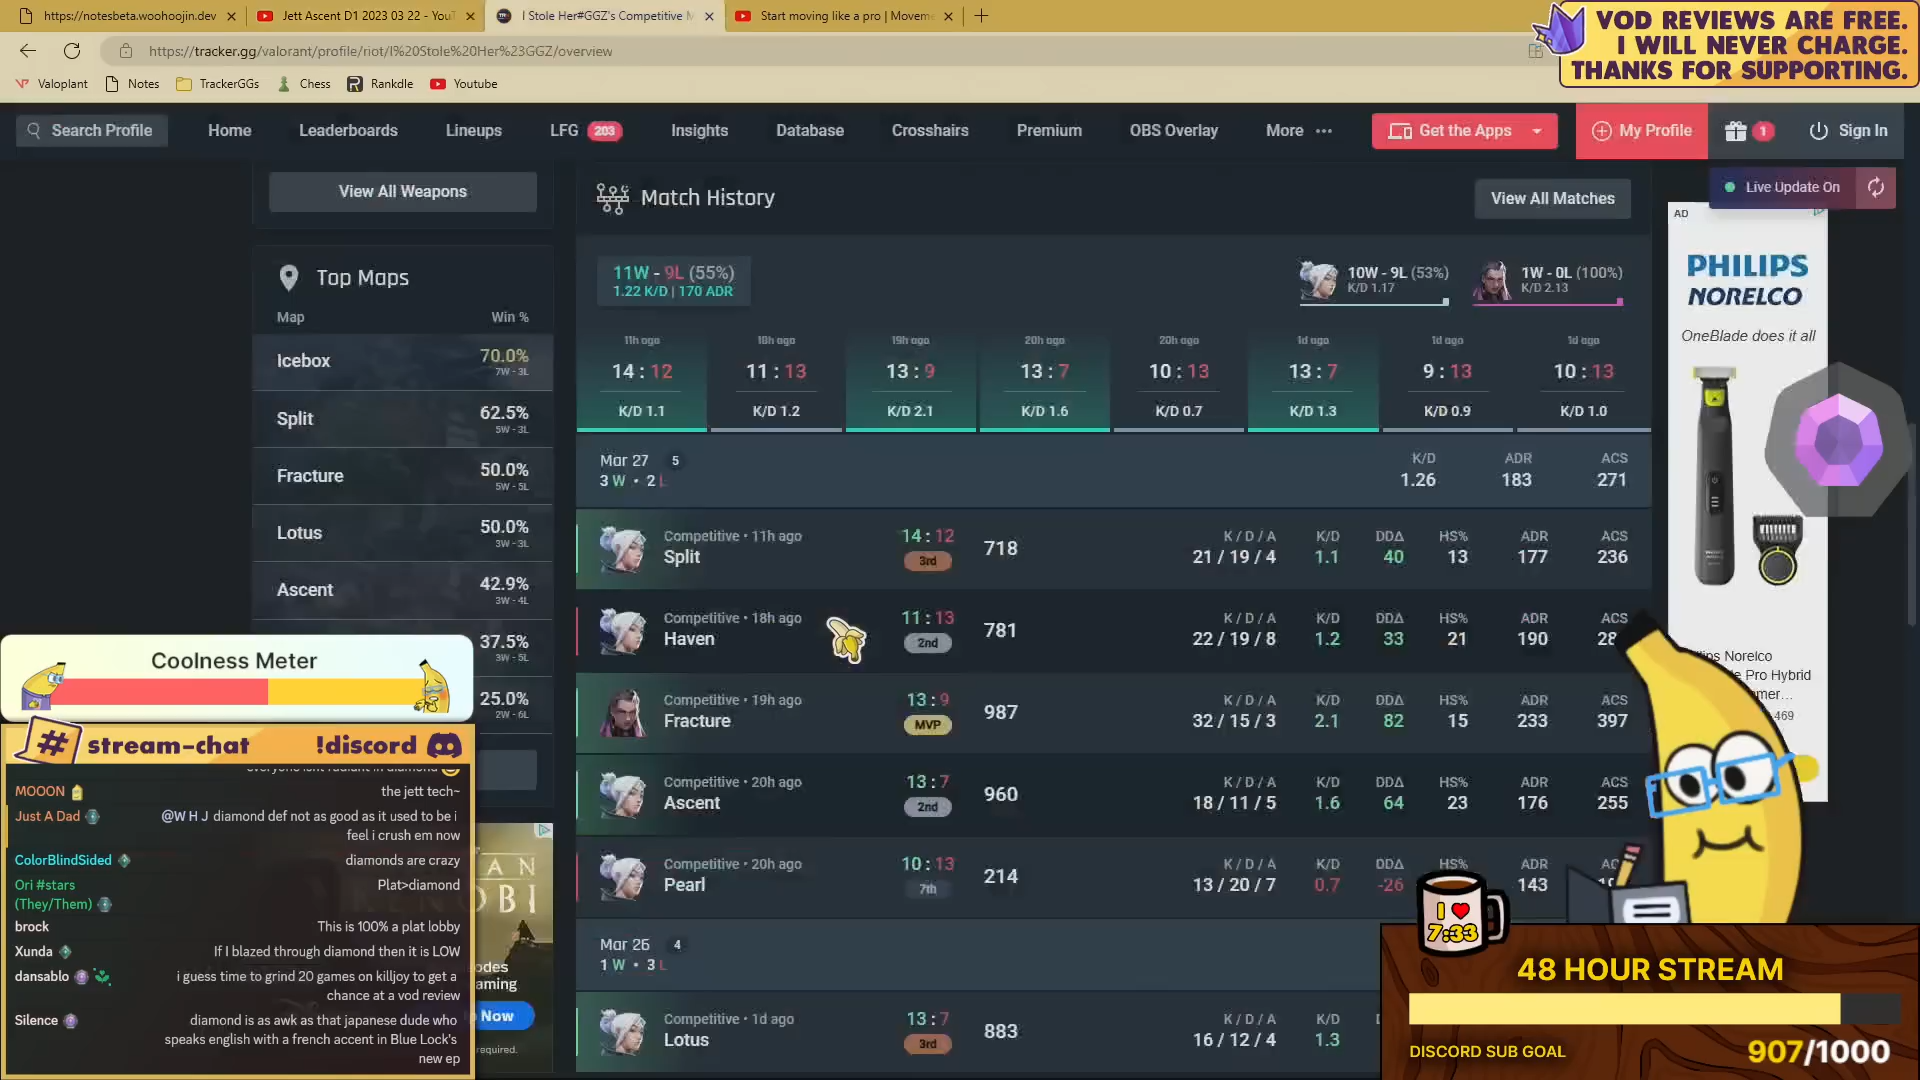 https://notesbeta.woohoojin.dev
Jett Ascent D1 2023 03 22 - YouT
I Stole Her#GGZ's Competitive M
Start moving like a pro | Movem
https://tracker.gg/valorant/profile/riot/I%20Stole%20Her%23GGZ/overview
Valoplant
Notes
TrackerGGs
Chess
Rankdle
Youtube
VOD REVIEWS ARE FREE.
I WILL NEVER CHARGE.
THANKS FOR SUPPORTING.
Search Profile
Home
Leaderboards
Lineups
LFG 203
Insights
Database
Crosshairs
Premium
OBS Overlay
More
Get the Apps
My Profile
1
Sign In
Live Update On
View All Weapons
Top Maps
Map Win %
Icebox 70.0%
7W - 3L
Split 62.5%
5W - 3L
Fracture 50.0%
5W - 5L
Lotus 50.0%
3W - 3L
Ascent 42.9%
3W - 4L
37.5%
3W - 5L
25.0%
2W - 6L
Match History
View All Matches
11W - 9L (55%)
1.22 K/D | 170 ADR
10W - 9L (53%)
K/D 1.17
1W - 0L (100%)
K/D 2.13
11h ago
14 : 12
K/D 1.1
18h ago
11 : 13
K/D 1.2
19h ago
13 : 9
K/D 2.1
20h ago
13 : 7
K/D 1.6
20h ago
10 : 13
K/D 0.7
1d ago
13 : 7
K/D 1.3
1d ago
9 : 13
K/D 0.9
1d ago
10 : 13
K/D 1.0
Mar 27 5
3 W • 2 L
K/D ADR ACS
1.26 183 271
Competitive • 11h ago 14 : 12 K / D / A K/D DDΔ HS% ADR ACS
Split 3rd 718 21 / 19 / 4 1.1 40 13 177 236
Competitive • 18h ago 11 : 13 K / D / A K/D DDΔ HS% ADR ACS
Haven 2nd 781 22 / 19 / 8 1.2 33 21 190
Competitive • 19h ago 13 : 9 K / D / A K/D DDΔ HS% ADR ACS
Fracture MVP 987 32 / 15 / 3 2.1 82 15 233 397
Competitive • 20h ago 13 : 7 K / D / A K/D DDΔ HS% ADR ACS
Ascent 2nd 960 18 / 11 / 5 1.6 64 23 176 255
Competitive • 20h ago 10 : 13 K / D / A K/D DDΔ HS% ADR
Pearl 7th 214 13 / 20 / 7 0.7 -26 143
Mar 26 4
1 W • 3 L
Competitive • 1d ago 13 : 7 K / D / A K/D
Lotus 3rd 883 16 / 12 / 4 1.3
AD
PHILIPS
NORELCO
OneBlade does it all
Norelco
Pro Hybrid
Coolness Meter
# stream-chat !discord
everyone isnt radiant in diamond
MOOON the jett tech~
Just A Dad @W H J diamond def not as good as it used to be i
feel i crush em now
ColorBlindSided diamonds are crazy
Ori #stars Plat>diamond
(They/Them)
brock This is 100% a plat lobby
Xunda If I blazed through diamond then it is LOW
dansablo i guess time to grind 20 games on killjoy to get a
chance at a vod review
Silence diamond is as awk as that japanese dude who
speaks english with a french accent in Blue Lock's
new ep
Now
required.
I ♥
7:33
48 HOUR STREAM
DISCORD SUB GOAL
907/1000